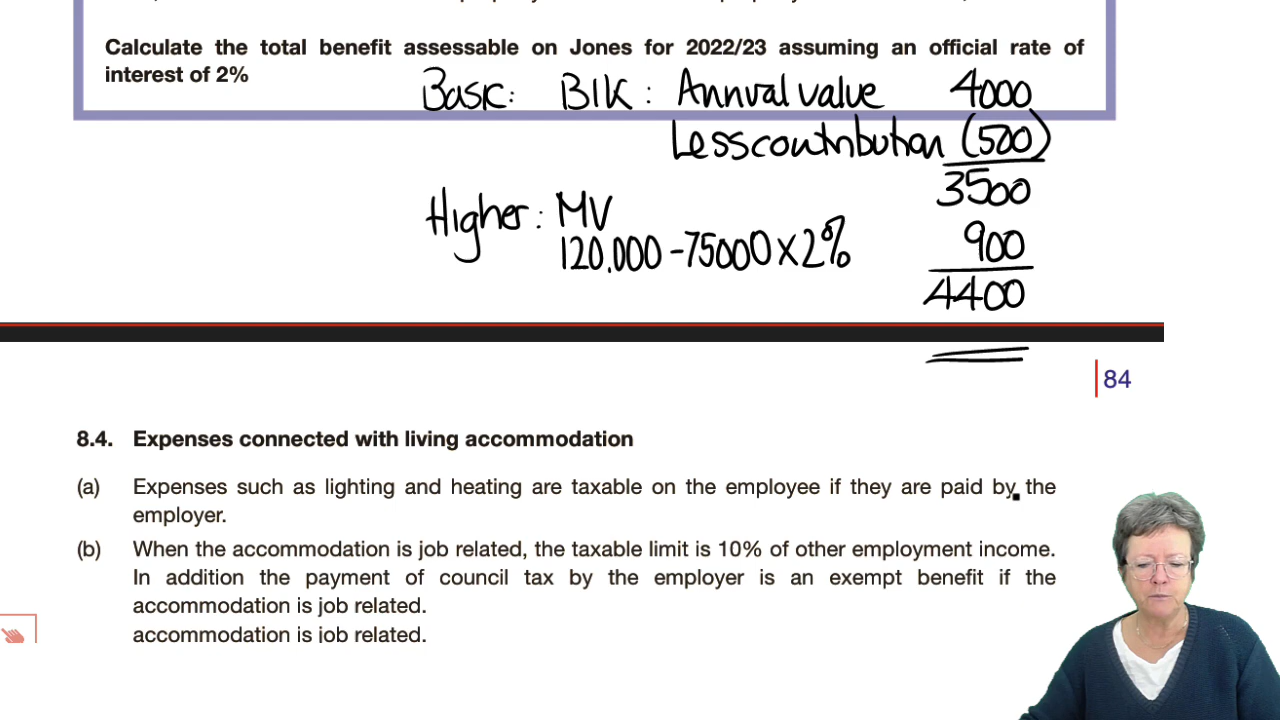 Calculate the total benefit assessable on Jones for 2022/23 assuming an official rate of
interest of 2%
Basic: BIK: Annual value 4000
Less contribution (500)
3500
Higher: MV
120.000 - 75000 X 2% 900
4400
84
8.4. Expenses connected with living accommodation
(a) Expenses such as lighting and heating are taxable on the employee if they are paid by the
employer.
(b) When the accommodation is job related, the taxable limit is 10% of other employment income.
In addition the payment of council tax by the employer is an exempt benefit if the
accommodation is job related.
accommodation is job related.